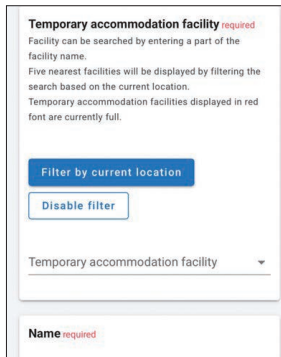 Temporary accommodation facility required
Facility can be searched by entering a part of the
facility name.
Five nearest facilities will be displayed by filtering the
search based on the current location.
Temporary accommodation facilities displayed in red
font are currently full.
Filter by current location
Disable filter
Temporary accommodation facility
Name required